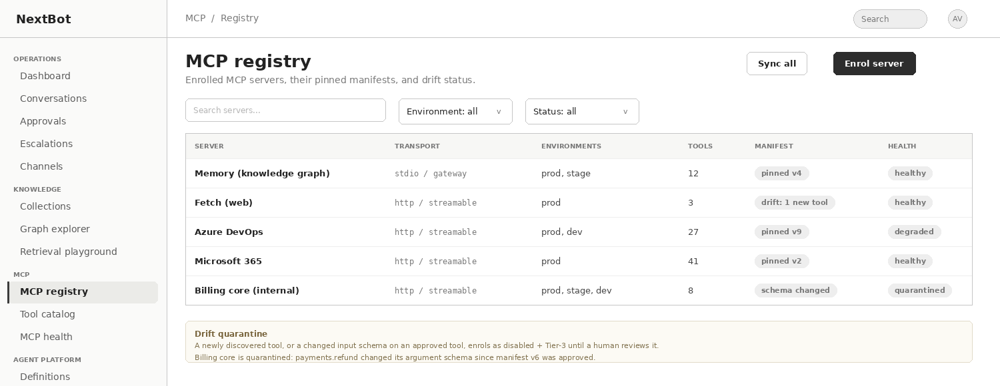 NextBot
MCP / Registry
Search
AV
OPERATIONS
Dashboard
Conversations
Approvals
Escalations
Channels
KNOWLEDGE
Collections
Graph explorer
Retrieval playground
MCP
MCP registry
Tool catalog
MCP health
AGENT PLATFORM
Definitions
MCP registry
Sync all
Enrol server
Enrolled MCP servers, their pinned manifests, and drift status.
Search servers...
Environment: all v
Status: all v
SERVER TRANSPORT ENVIRONMENTS TOOLS MANIFEST HEALTH
Memory (knowledge graph) stdio / gateway prod, stage 12 pinned v4 healthy
Fetch (web) http / streamable prod 3 drift: 1 new tool healthy
Azure DevOps http / streamable prod, dev 27 pinned v9 degraded
Microsoft 365 http / streamable prod 41 pinned v2 healthy
Billing core (internal) http / streamable prod, stage, dev 8 schema changed quarantined
Drift quarantine
A newly discovered tool, or a changed input schema on an approved tool, enrols as disabled + Tier-3 until a human reviews it.
Billing core is quarantined: payments.refund changed its argument schema since manifest v6 was approved.